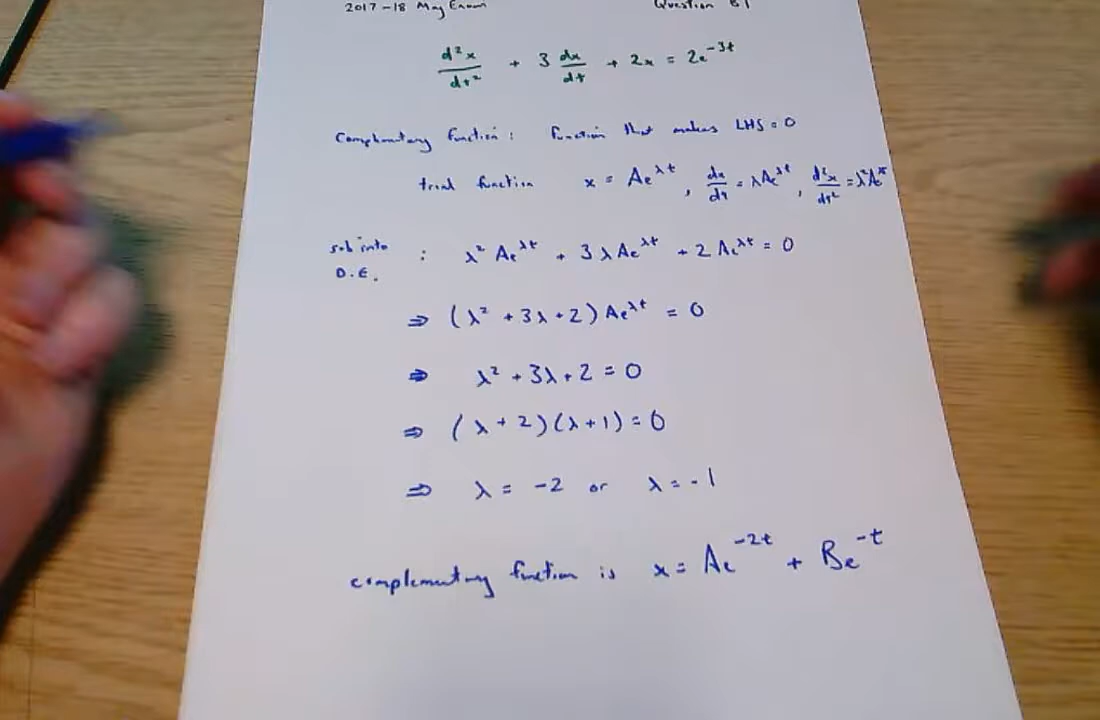 2017-18 May Exam Question B1
d²x/dt² + 3 dx/dt + 2x = 2e^-3t
Complementary function : function that makes LHS = 0
trial function x = Ae^λt , dx/dt = λAe^λt , d²x/dt² = λ²Ae^λt
sub into D.E. : λ² Ae^λt + 3λAe^λt + 2Ae^λt = 0
⇒ (λ² + 3λ + 2) Ae^λt = 0
⇒ λ² + 3λ + 2 = 0
⇒ (λ + 2)(λ + 1) = 0
⇒ λ = -2 or λ = -1
complementary function is x = Ae^-2t + Be^-t